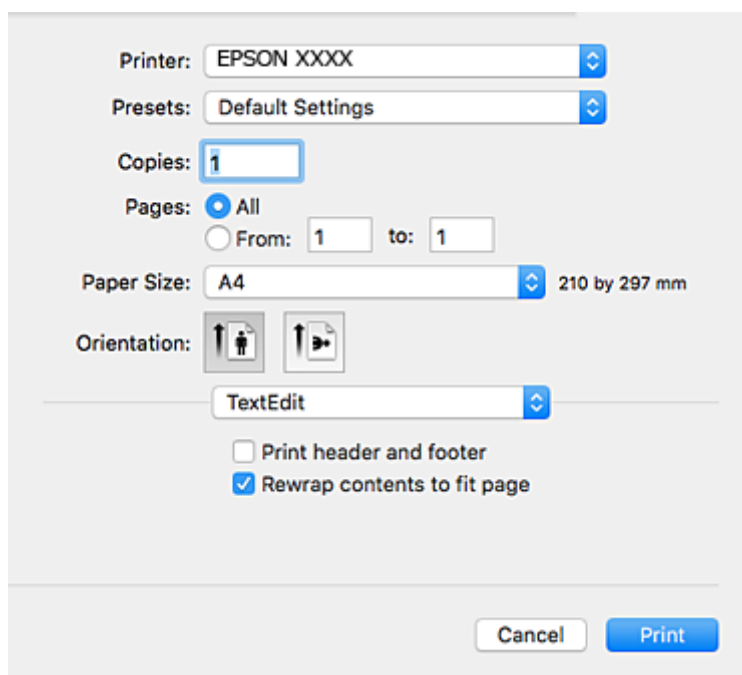 Printer: EPSON XXXX
Presets: Default Settings
Copies: 1
Pages: All
From: 1 to: 1
Paper Size: A4 210 by 297 mm
Orientation:
TextEdit
Print header and footer
Rewrap contents to fit page
Cancel Print